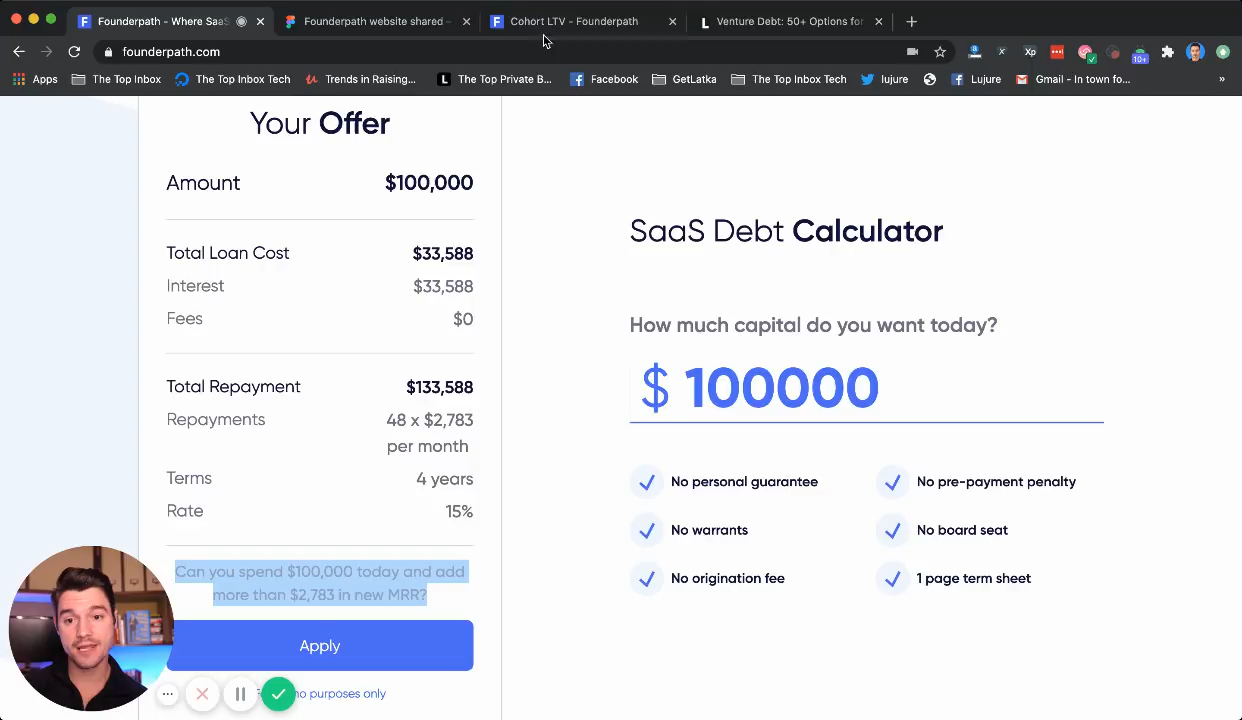 Founderpath - Where SaaS
Founderpath website shared -
Cohort LTV - Founderpath
Venture Debt: 50+ Options for
founderpath.com
Xp
10+
Apps
The Top Inbox
The Top Inbox Tech
Trends in Raising...
The Top Private B...
Facebook
GetLatka
The Top Inbox Tech
lujure
Lujure
Gmail - In town fo...
»
Your Offer
Amount $100,000
Total Loan Cost $33,588
Interest $33,588
Fees $0
Total Repayment $133,588
Repayments 48 x $2,783
per month
Terms 4 years
Rate 15%
Can you spend $100,000 today and add
more than $2,783 in new MRR?
Apply
purposes only
SaaS Debt Calculator
How much capital do you want today?
$ 100000
No personal guarantee
No pre-payment penalty
No warrants
No board seat
No origination fee
1 page term sheet